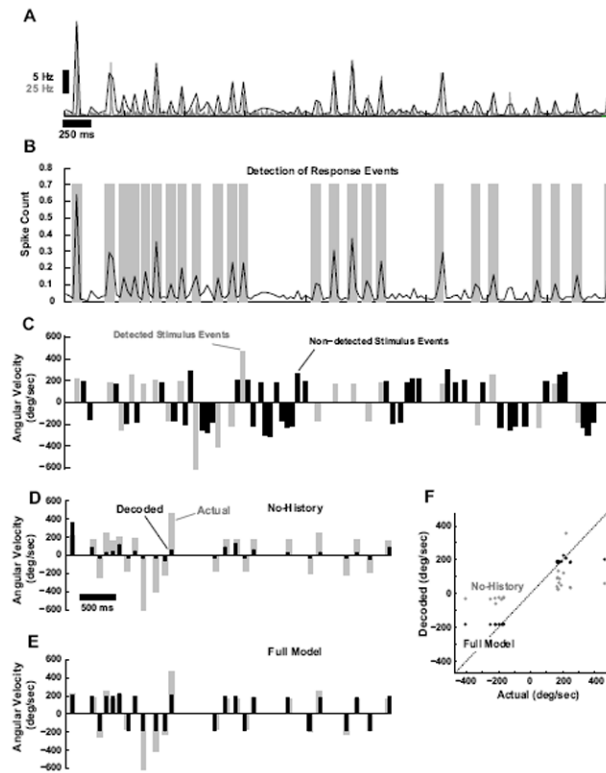 A
5 Hz
25 Hz
250 ms
B
Detection of Response Events
Spike Count
0.8
0.7
0.6
0.5
0.4
0.3
0.2
0.1
0
C
Detected Stimulus Events
Non-detected Stimulus Events
Angular Velocity
(deg/sec)
600
400
200
0
−200
−400
−600
D
Decoded
Actual
No-History
Angular Velocity
(deg/sec)
600
400
200
0
−200
−400
−600
500 ms
E
Full Model
Angular Velocity
(deg/sec)
600
400
200
0
−200
−400
−600
F
Decoded (deg/sec)
400
200
0
−200
−400
No-History
Full Model
−400 −200 0 200 400
Actual (deg/sec)